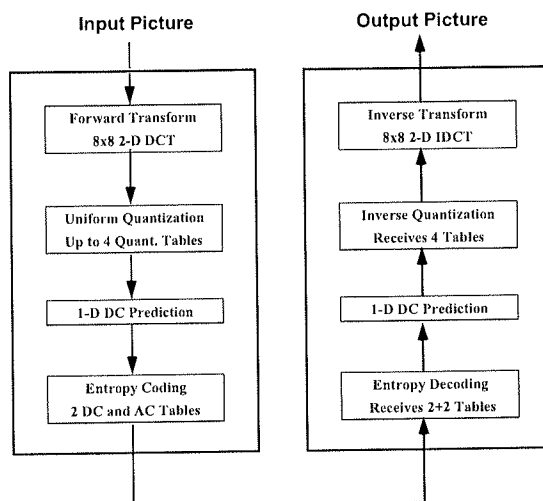 Input Picture
Forward Transform
8x8 2-D DCT
Uniform Quantization
Up to 4 Quant. Tables
1-D DC Prediction
Entropy Coding
2 DC and AC Tables
Output Picture
Inverse Transform
8x8 2-D IDCT
Inverse Quantization
Receives 4 Tables
1-D DC Prediction
Entropy Decoding
Receives 2+2 Tables